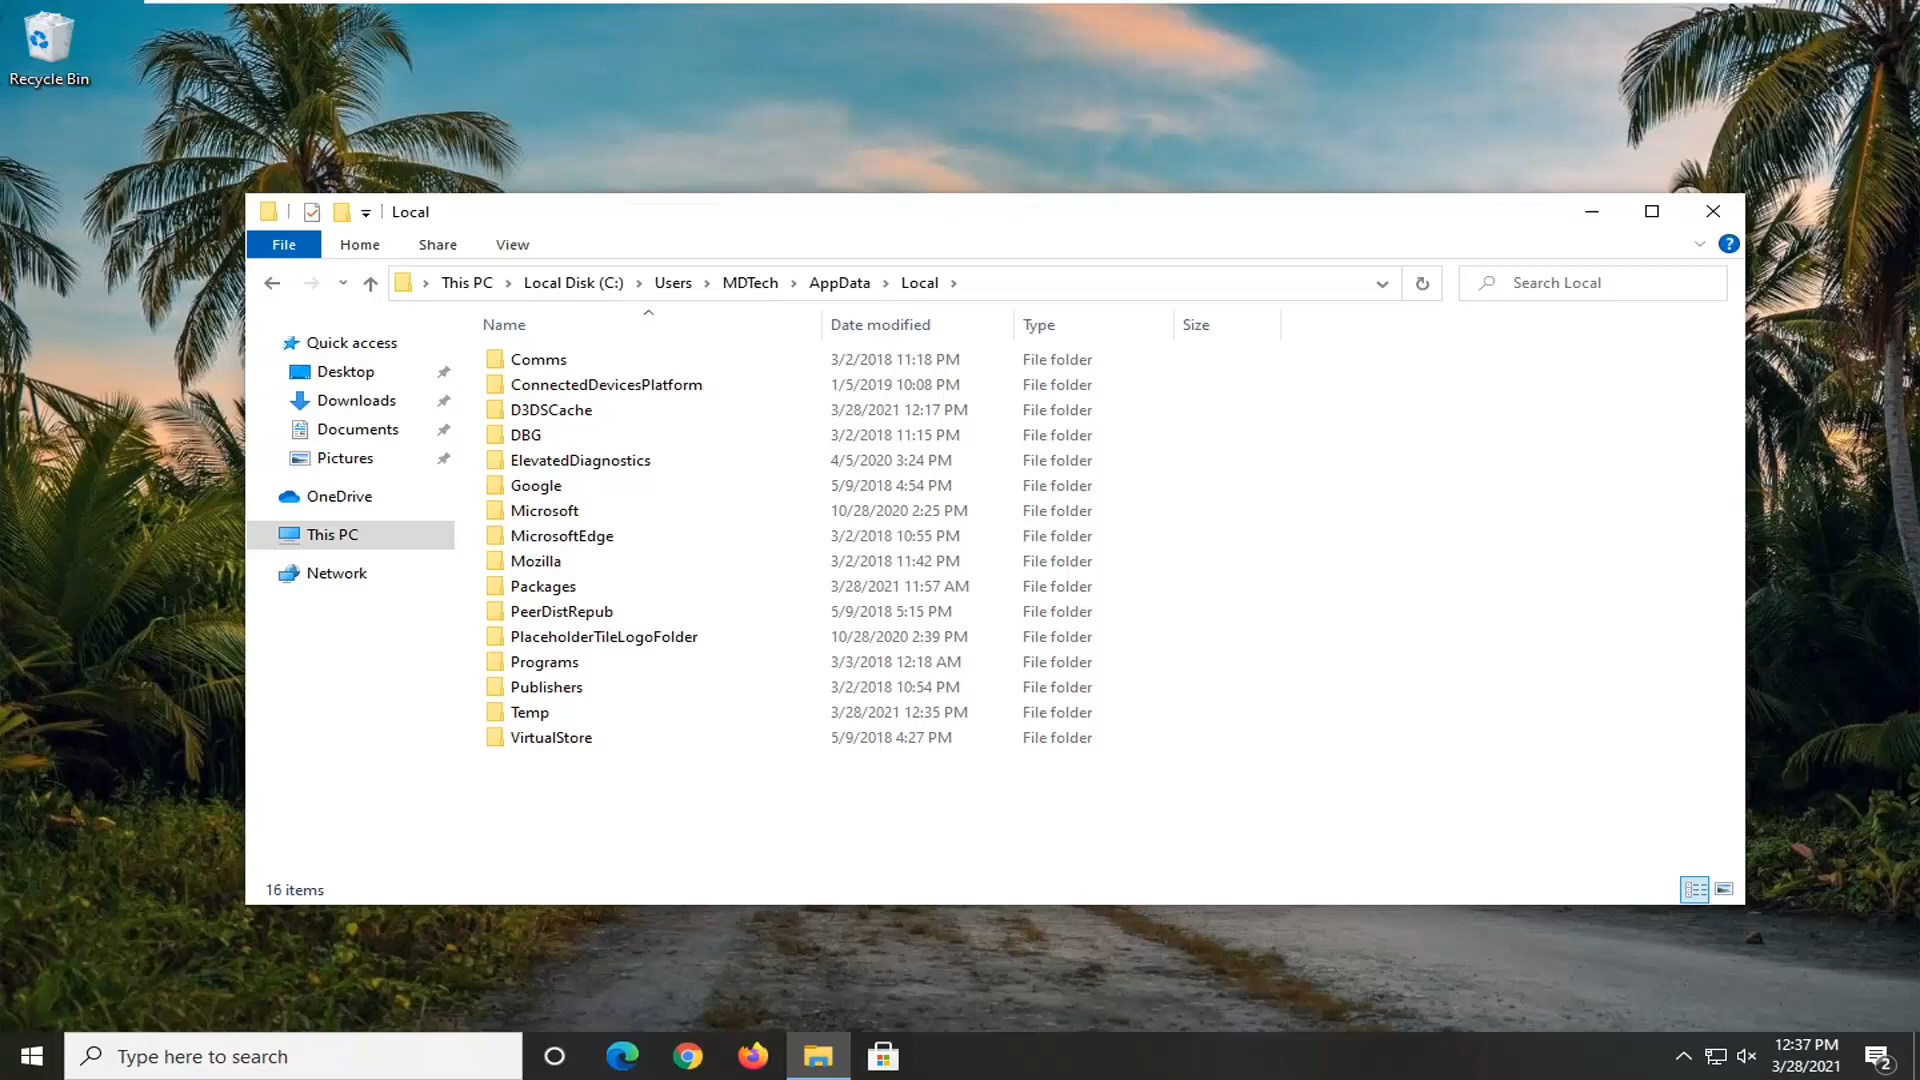 Recycle Bin
Local
File Home Share View
This PC Local Disk (C:) Users MDTech AppData Local
Search Local
Name Date modified Type Size
Quick access
Desktop
Downloads
Documents
Pictures
OneDrive
This PC
Network
Comms 3/2/2018 11:18 PM File folder
ConnectedDevicesPlatform 1/5/2019 10:08 PM File folder
D3DSCache 3/28/2021 12:17 PM File folder
DBG 3/2/2018 11:15 PM File folder
ElevatedDiagnostics 4/5/2020 3:24 PM File folder
Google 5/9/2018 4:54 PM File folder
Microsoft 10/28/2020 2:25 PM File folder
MicrosoftEdge 3/2/2018 10:55 PM File folder
Mozilla 3/2/2018 11:42 PM File folder
Packages 3/28/2021 11:57 AM File folder
PeerDistRepub 5/9/2018 5:15 PM File folder
PlaceholderTileLogoFolder 10/28/2020 2:39 PM File folder
Programs 3/3/2018 12:18 AM File folder
Publishers 3/2/2018 10:54 PM File folder
Temp 3/28/2021 12:35 PM File folder
VirtualStore 5/9/2018 4:27 PM File folder
16 items
Type here to search
12:37 PM
3/28/2021
2